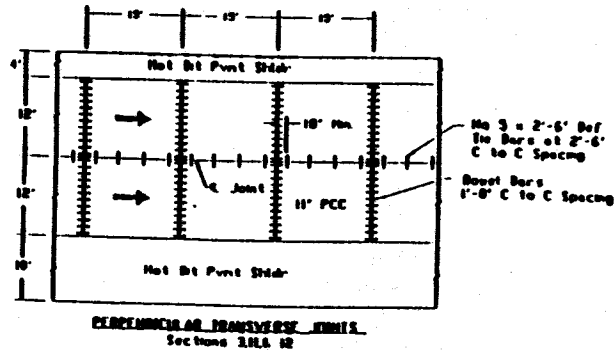 15' 15' 15'
4'
Hot Bit Pvmt Shldr
12'
18" Min.
No 5 x 2'-6" Def
Tie Bars at 2'-6"
C to C Spacing
12'
℄ Joint
11" PCC
Dowel Bars
1'-0" C to C Spacing
10'
Hot Bit Pvmt Shldr
PERPENDICULAR TRANSVERSE JOINTS
Sections